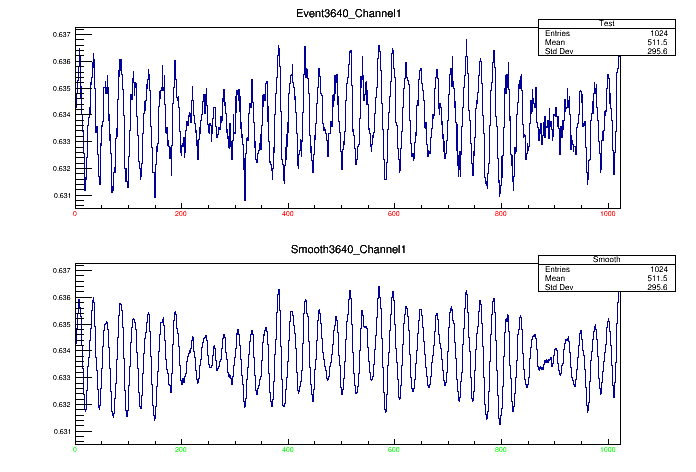 Event3640_Channel1
Test
Entries 1024
Mean 511.5
Std Dev 295.6
0.637
0.636
0.635
0.634
0.633
0.632
0.631
0 200 400 600 800 1000
Smooth3640_Channel1
Smooth
Entries 1024
Mean 511.5
Std Dev 295.6
0.637
0.636
0.635
0.634
0.633
0.632
0.631
0 200 400 600 800 1000